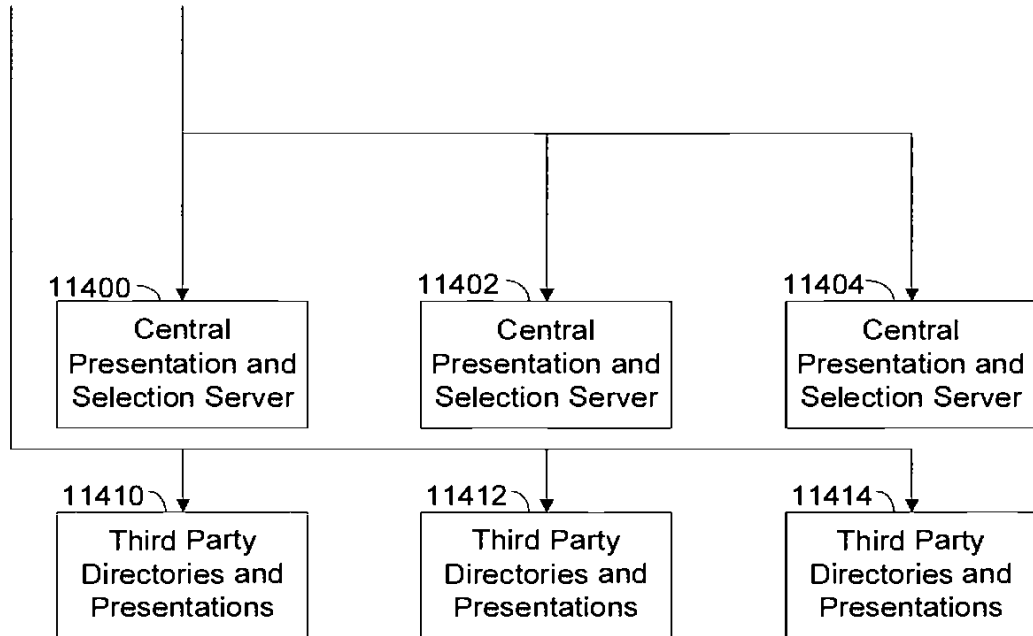 11400
11402
11404
Central
Presentation and
Selection Server
Central
Presentation and
Selection Server
Central
Presentation and
Selection Server
11410
11412
11414
Third Party
Directories and
Presentations
Third Party
Directories and
Presentations
Third Party
Directories and
Presentations